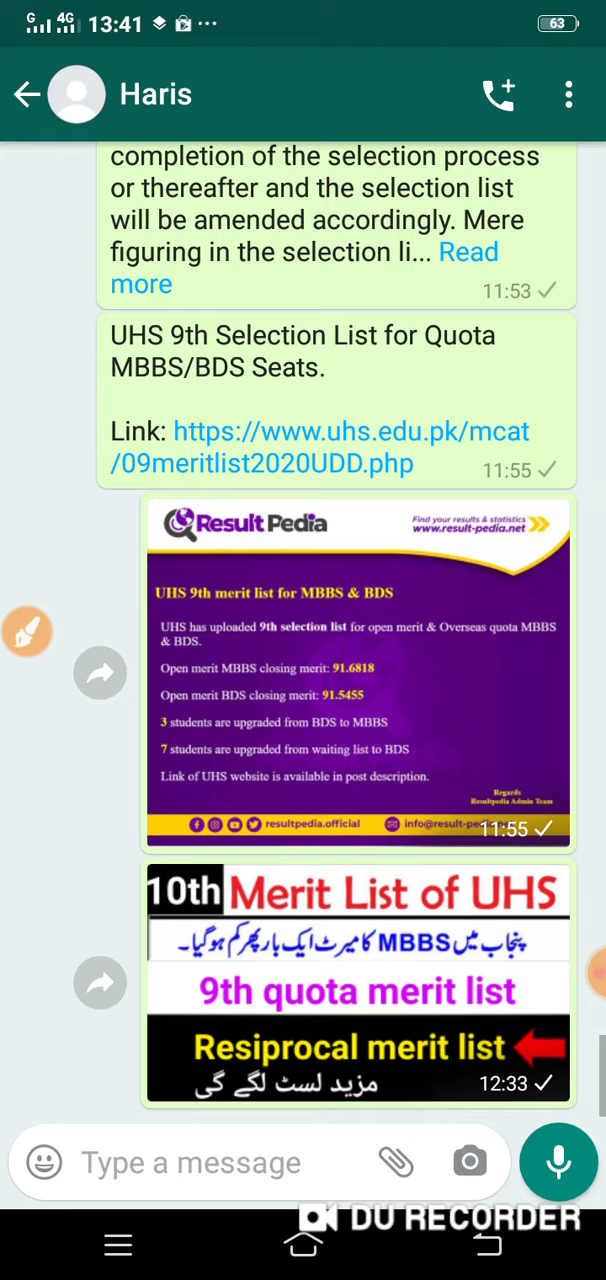 G 4G 13:41 63
Haris
completion of the selection process
or thereafter and the selection list
will be amended accordingly. Mere
figuring in the selection li... Read
more
11:53
UHS 9th Selection List for Quota
MBBS/BDS Seats.
Link: https://www.uhs.edu.pk/mcat
/09meritlist2020UDD.php
11:55
Result Pedia
Find your results & statistics
www.result-pedia.net
UHS 9th merit list for MBBS & BDS
UHS has uploaded 9th selection list for open merit & Overseas quota MBBS
& BDS.
Open merit MBBS closing merit: 91.6818
Open merit BDS closing merit: 91.5455
3 students are upgraded from BDS to MBBS
7 students are upgraded from waiting list to BDS
Link of UHS website is available in post description.
Regards
Resultpedia Admin Team
resultpedia.official
info@result-pe
11:55
10th Merit List of UHS
پنجاب میں MBBS کا میرٹ ایک بار پھر کم ہو گیا۔
9th quota merit list
Resiprocal merit list
مزید لسٹ لگے گی
12:33
Type a message
DU RECORDER